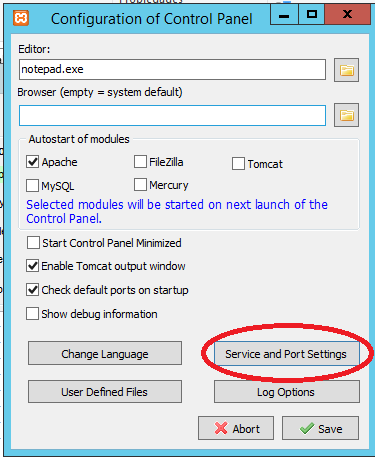 Configuration of Control Panel
Editor:
notepad.exe
Browser (empty = system default)
Autostart of modules
Apache
FileZilla
Tomcat
MySQL
Mercury
Selected modules will be started on next launch of the
Control Panel.
Start Control Panel Minimized
Enable Tomcat output window
Check default ports on startup
Show debug information
Change Language
Service and Port Settings
User Defined Files
Log Options
Abort
Save